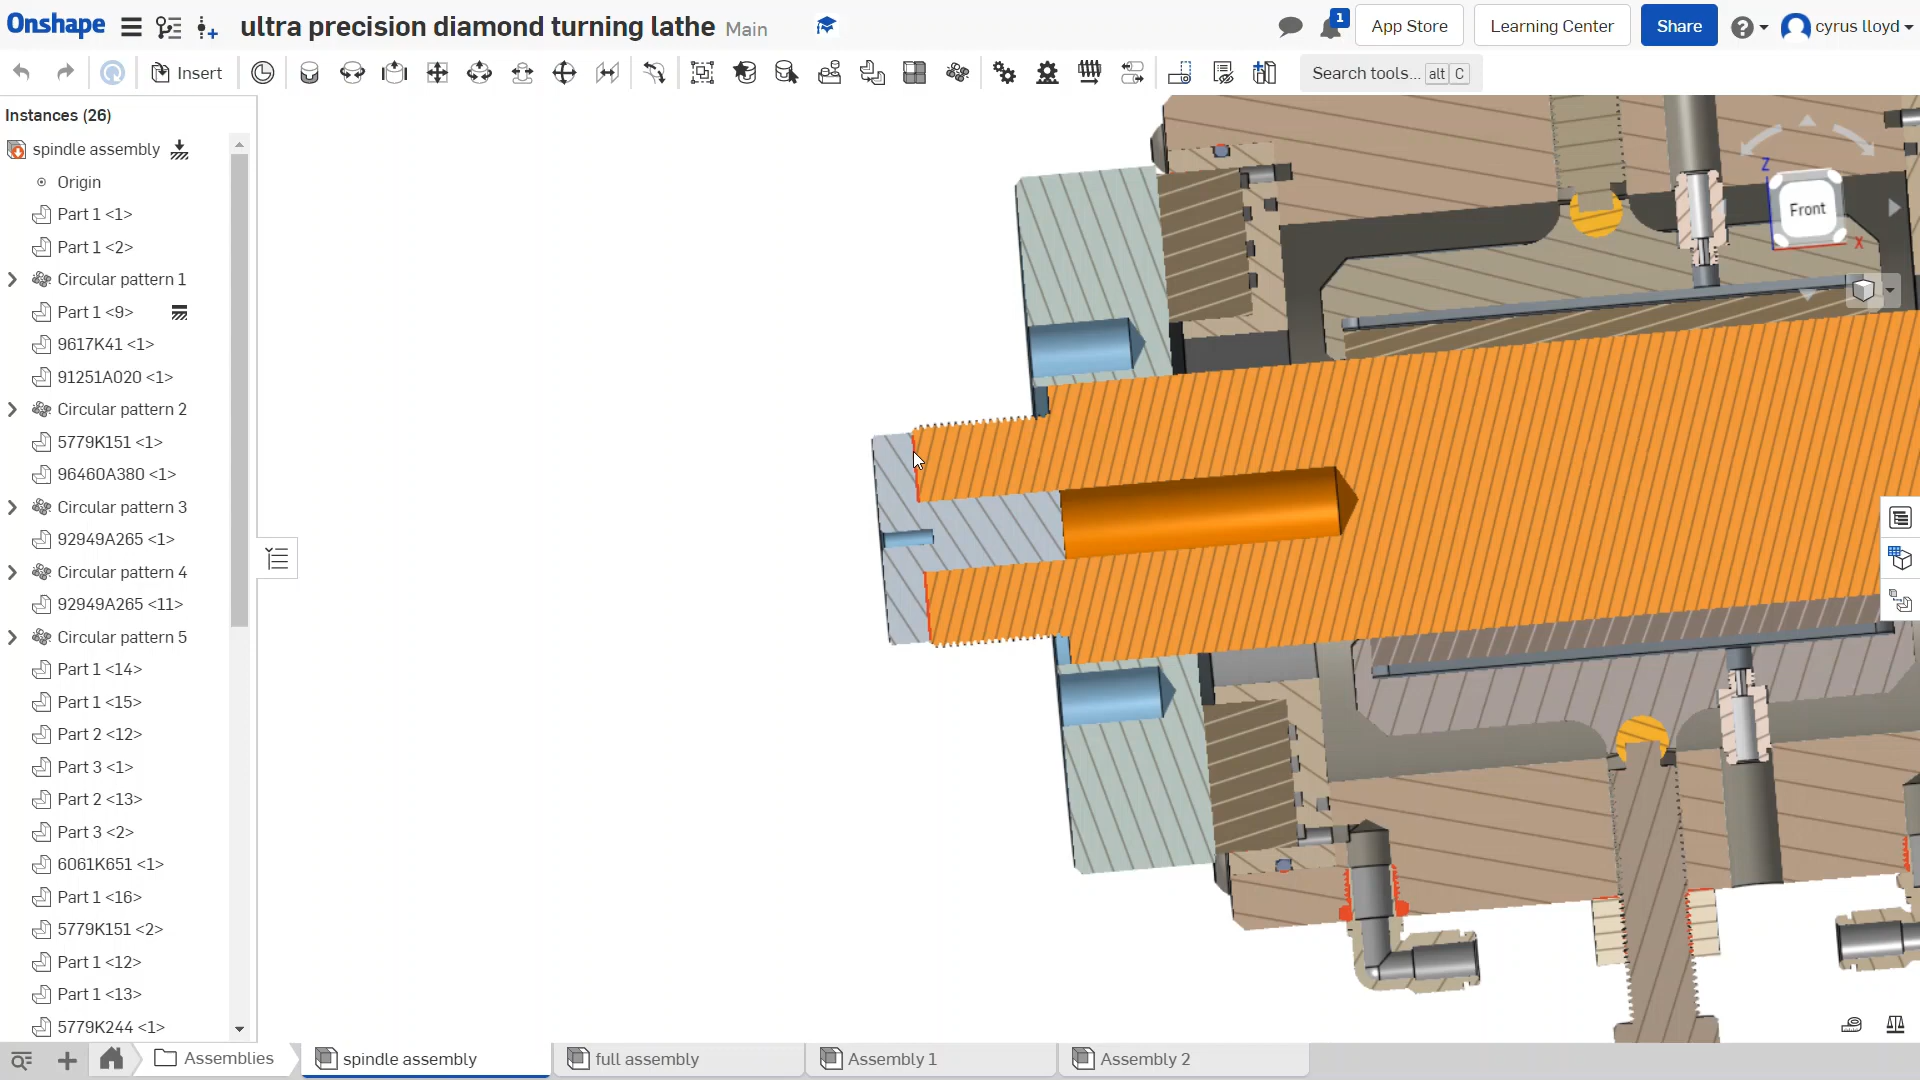 Onshape
ultra precision diamond turning lathe Main
1
App Store
Learning Center
Share
cyrus lloyd
Insert
Search tools... alt C
Instances (26)
spindle assembly
Origin
Part 1 <1>
Part 1 <2>
Circular pattern 1
Part 1 <9>
9617K41 <1>
91251A020 <1>
Circular pattern 2
5779K151 <1>
96460A380 <1>
Circular pattern 3
92949A265 <1>
Circular pattern 4
92949A265 <11>
Circular pattern 5
Part 1 <14>
Part 1 <15>
Part 2 <12>
Part 3 <1>
Part 2 <13>
Part 3 <2>
6061K651 <1>
Part 1 <16>
5779K151 <2>
Part 1 <12>
Part 1 <13>
5779K244 <1>
Z
Front
X
Assemblies
spindle assembly
full assembly
Assembly 1
Assembly 2